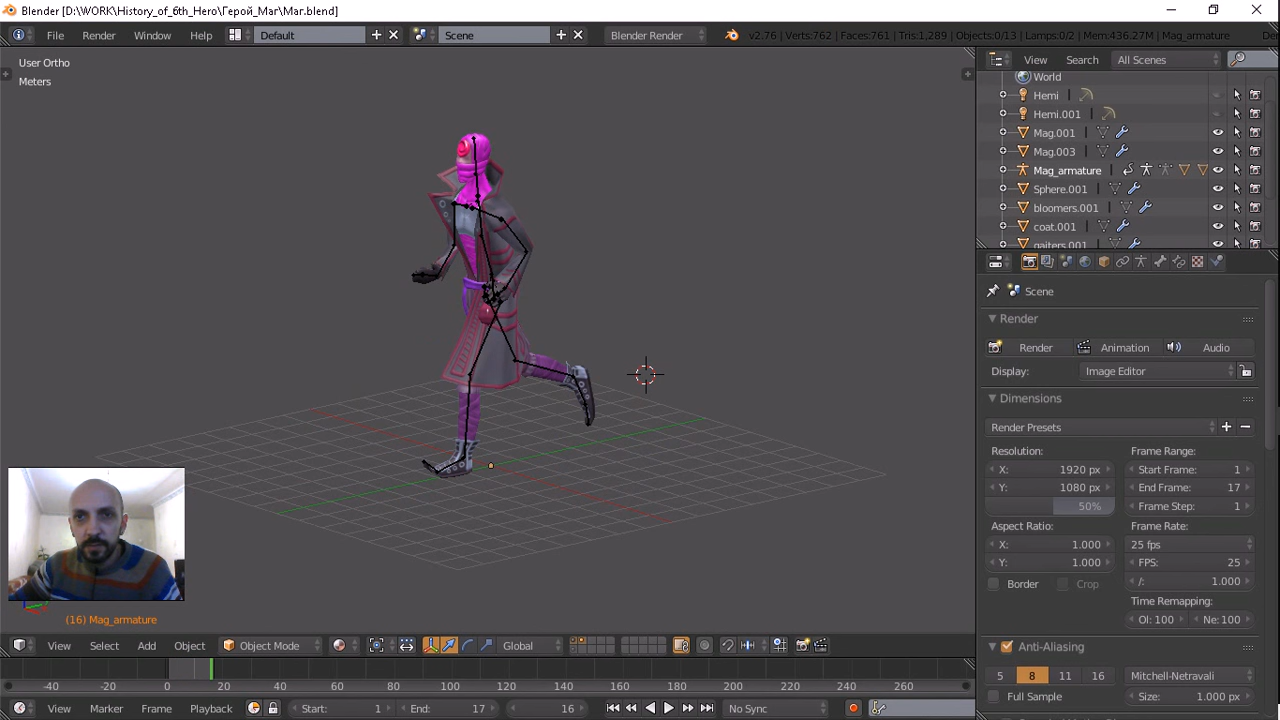 Blender [D:\WORK\History_of_6th_Hero\Герой_Маг\Маг.blend]
File Render Window Help Default Scene Blender Render v2.76 | Verts:762 | Faces:761 | Tris:1,289 | Objects:0/13 | Lamps:0/2 | Mem:436.27M | Mag_armature
User Ortho
Meters
View Search All Scenes
World
Hemi
Hemi.001
Mag.001
Mag.003
Mag_armature
Sphere.001
bloomers.001
coat.001
gaiters.001
Scene
Render
Render Animation Audio
Display: Image Editor
Dimensions
Render Presets
Resolution: Frame Range:
X: 1920 px Start Frame: 1
Y: 1080 px End Frame: 17
50% Frame Step: 1
Aspect Ratio: Frame Rate:
X: 1.000 25 fps
Y: 1.000 FPS: 25
Border Crop /: 1.000
Time Remapping:
Ol: 100 Ne: 100
Anti-Aliasing
5 8 11 16 Mitchell-Netravali
Full Sample Size: 1.000 px
(16) Mag_armature
View Select Add Object Object Mode Global
-40 -20 0 20 40 60 80 100 120 140 160 180 200 220 240 260
View Marker Frame Playback Start: 1 End: 17 16 No Sync